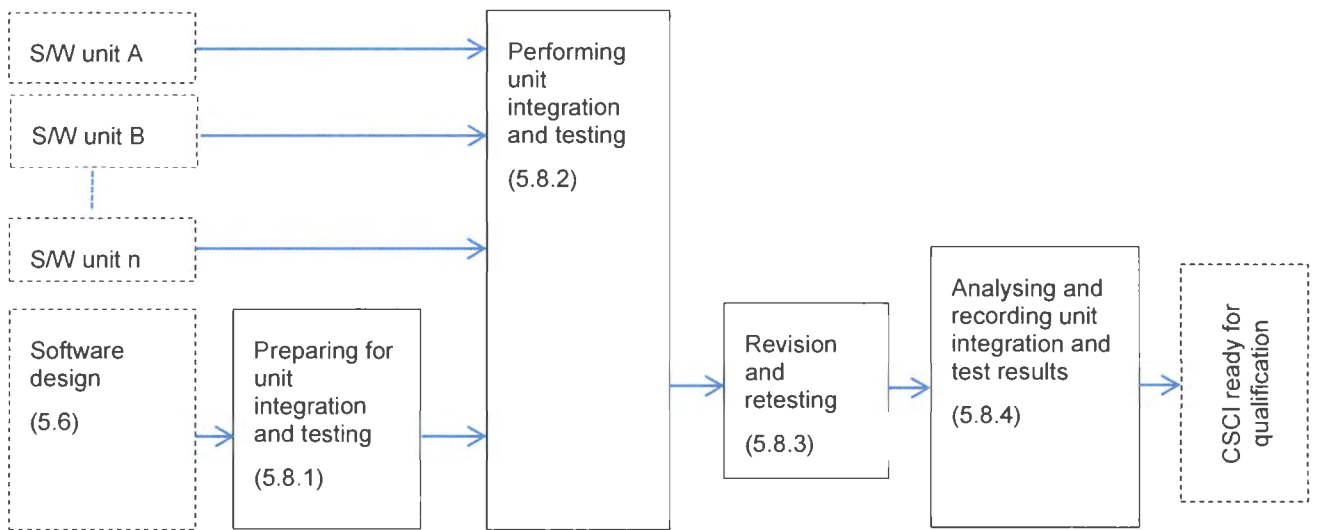 S/W unit A
S/W unit B
S/W unit n
Software
design
(5.6)
Preparing for
unit
integration
and testing
(5.8.1)
Performing
unit
integration
and testing
(5.8.2)
Revision
and
retesting
(5.8.3)
Analysing and
recording unit
integration and
test results
(5.8.4)
CSCI ready for
qualification